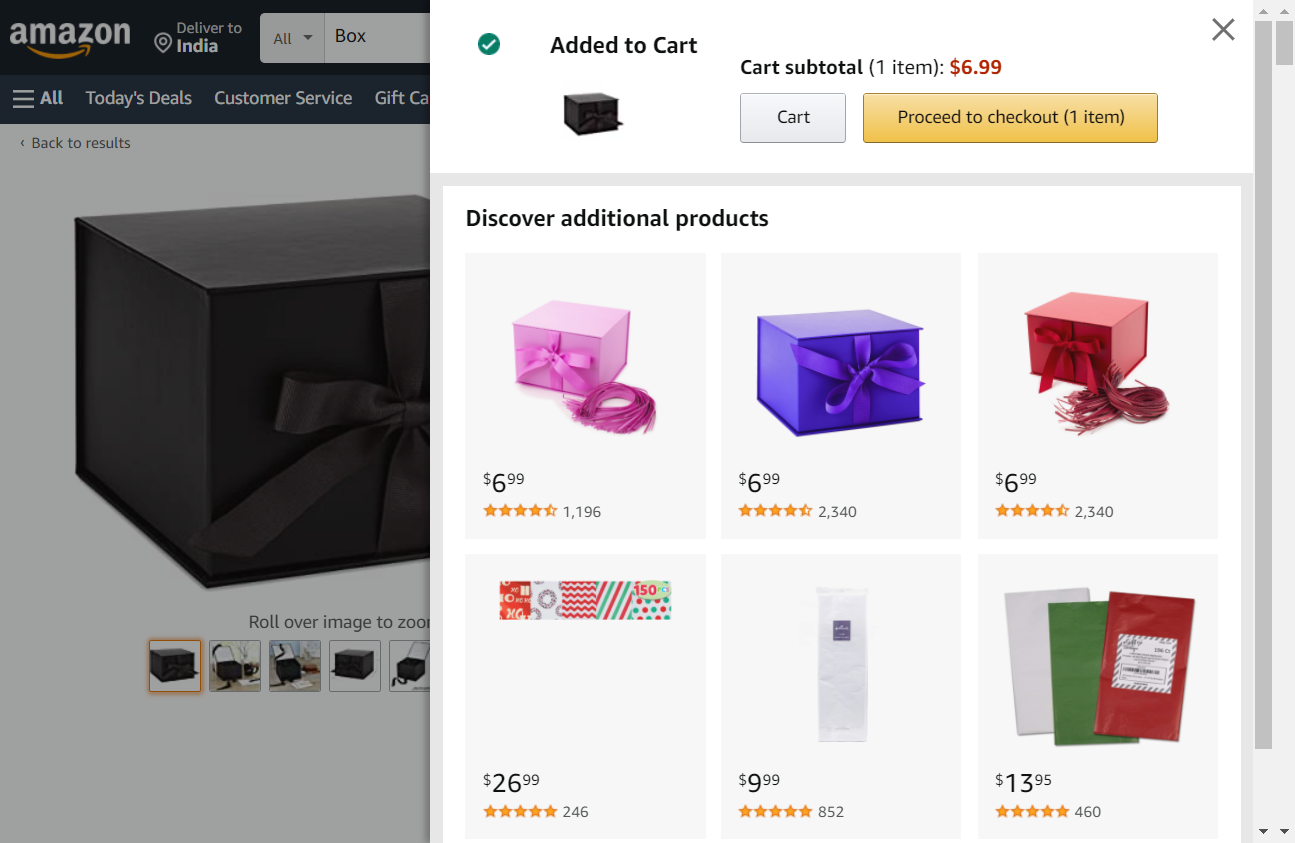 amazon
Deliver to
India
All
Box
All
Today's Deals
Customer Service
Gift Ca
‹ Back to results
Roll over image to zoo
Added to Cart
Cart subtotal (1 item): $6.99
Cart
Proceed to checkout (1 item)
Discover additional products
$6.99
1,196
$6.99
2,340
$6.99
2,340
150
$26.99
246
$9.99
852
$13.95
460